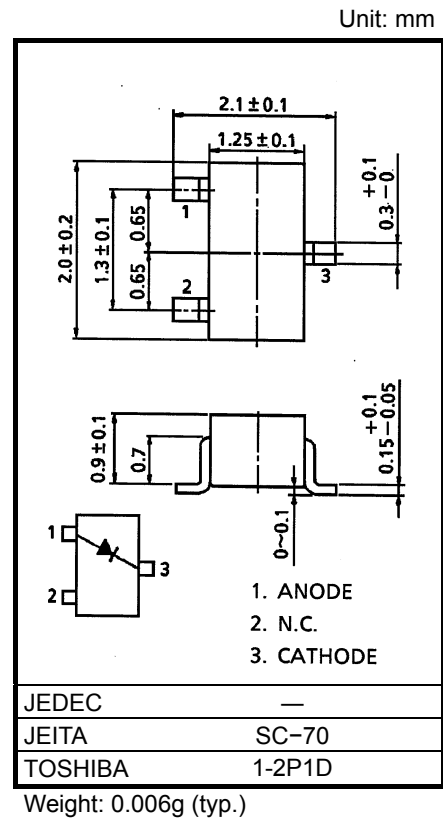 Unit: mm
2.1±0.1
1.25±0.1
+0.1
0.3−0
2.0±0.2
1.3±0.1
0.65
0.65
1
2
3
0.9±0.1
0.7
+0.1
0.15−0.05
0~0.1
1
2
3
1. ANODE
2. N.C.
3. CATHODE
JEDEC —
JEITA SC−70
TOSHIBA 1-2P1D
Weight: 0.006g (typ.)